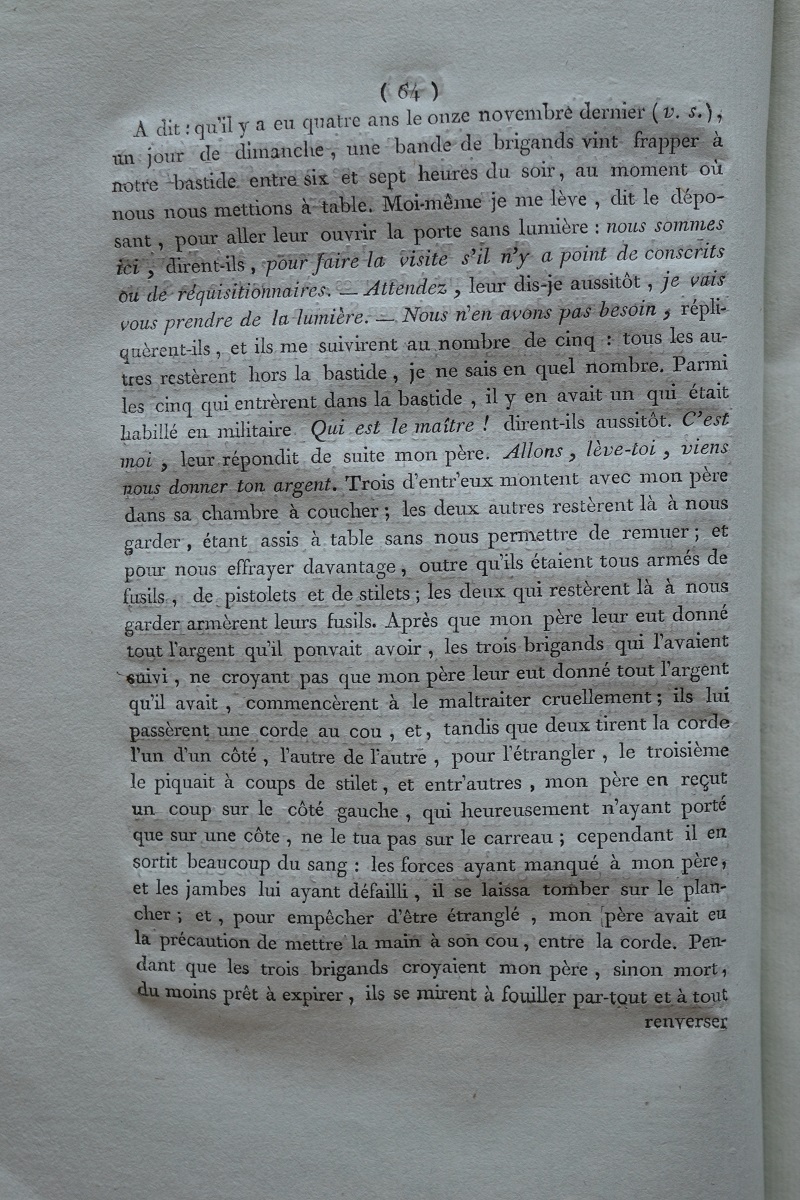 ( 64 )
A dit : qu'il y a eu quatre ans le onze novembre dernier ( v. s. ) ,
un jour de dimanche , une bande de brigands vint frapper à
notre bastide entre six et sept heures du soir , au moment où
nous nous mettions à table. Moi-même je me lève , dit le dépo-
sant , pour aller leur ouvrir la porte sans lumière : nous sommes
ici , dirent-ils , pour faire la visite s'il n'y a point de conscrits
ou de réquisitionnaires. — Attendez , leur dis-je aussitôt , je vais
vous prendre de la lumière. — Nous n'en avons pas besoin , répli-
quèrent-ils , et ils me suivirent au nombre de cinq : tous les au-
tres restèrent hors la bastide , je ne sais en quel nombre. Parmi
les cinq qui entrèrent dans la bastide , il y en avait un qui était
habillé en militaire. Qui est le maître ! dirent-ils aussitôt. C'est
moi , leur répondit de suite mon père. Allons , lève-toi , viens
nous donner ton argent. Trois d'entr'eux montent avec mon père
dans sa chambre à coucher ; les deux autres restèrent là à nous
garder , étant assis à table sans nous permettre de remuer ; et
pour nous effrayer davantage , outre qu'ils étaient tous armés de
fusils , de pistolets et de stilets ; les deux qui restèrent là à nous
garder armèrent leurs fusils. Après que mon père leur eut donné
tout l'argent qu'il pouvait avoir , les trois brigands qui l'avaient
suivi , ne croyant pas que mon père leur eut donné tout l'argent
qu'il avait , commencèrent à le maltraiter cruellement ; ils lui
passèrent une corde au cou , et , tandis que deux tirent la corde
l'un d'un côté , l'autre de l'autre , pour l'étrangler , le troisième
le piquait à coups de stilet , et entr'autres , mon père en reçut
un coup sur le côté gauche , qui heureusement n'ayant porté
que sur une côte , ne le tua pas sur le carreau ; cependant il en
sortit beaucoup du sang : les forces ayant manqué à mon père ,
et les jambes lui ayant défailli , il se laissa tomber sur le plan-
cher ; et , pour empêcher d'être étranglé , mon père avait eu
la précaution de mettre la main à son cou , entre la corde. Pen-
dant que les trois brigands croyaient mon père , sinon mort ,
du moins prêt à expirer , ils se mirent à fouiller par-tout et à tout
renverser